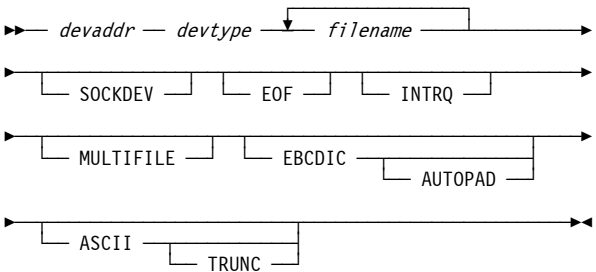 devaddr devtype filename
SOCKDEV EOF INTRQ
MULTIFILE EBCDIC
AUTOPAD
ASCII
TRUNC